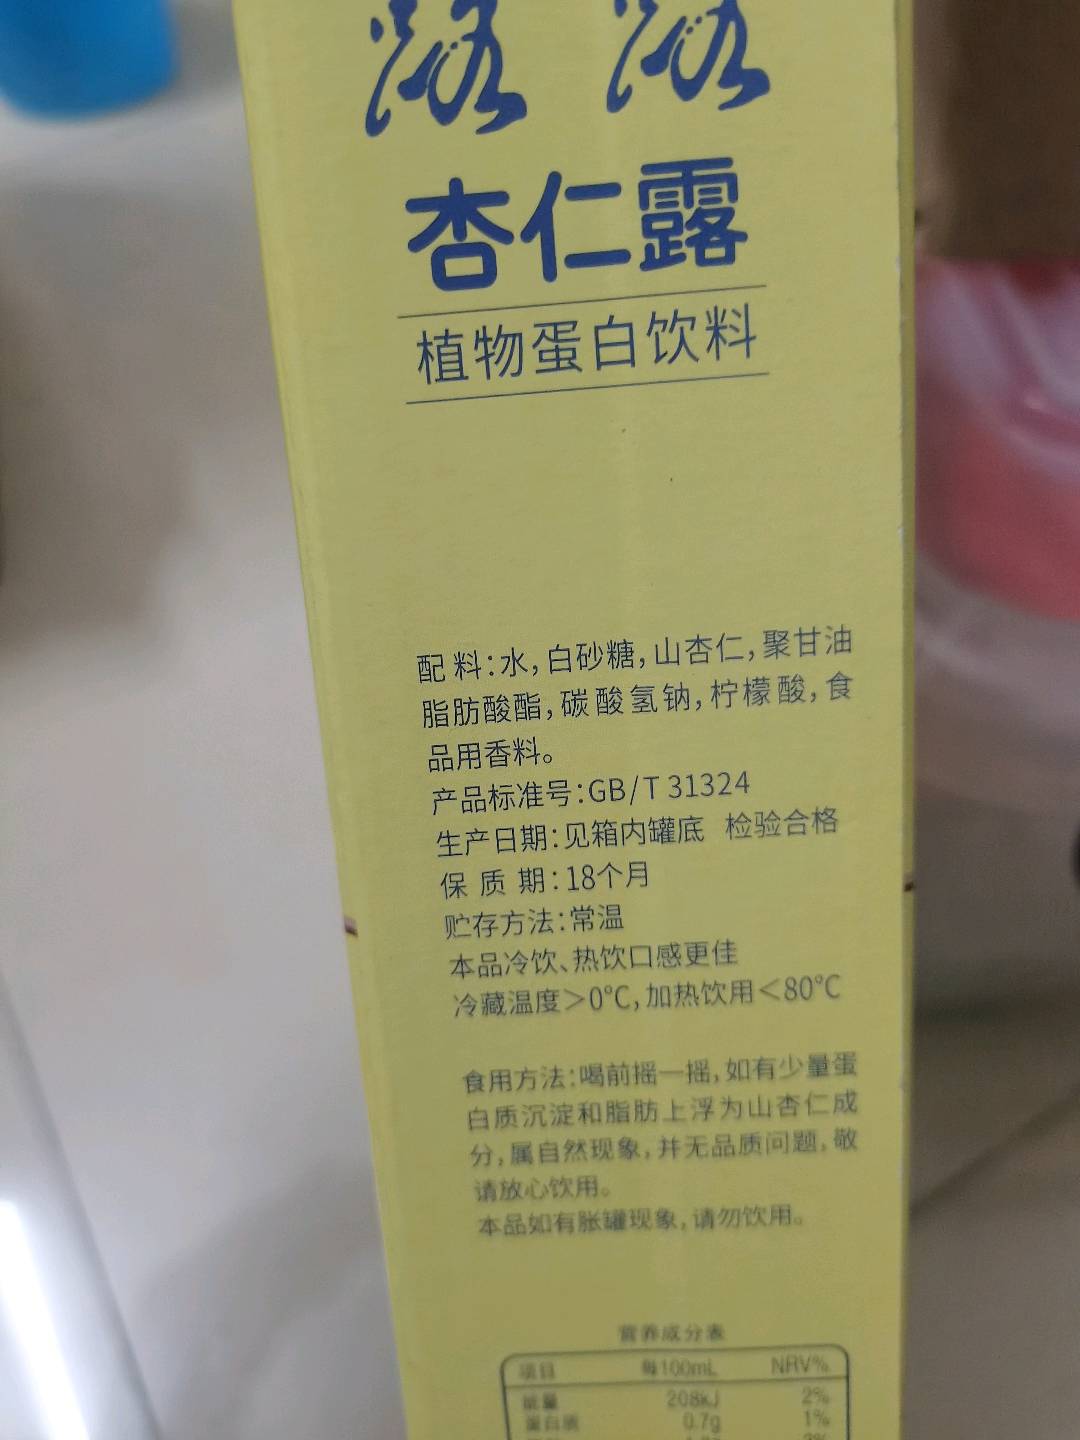 露露
杏仁露
植物蛋白饮料
配 料:水,白砂糖,山杏仁,聚甘油
脂肪酸酯,碳酸氢钠,柠檬酸,食
品用香料。
产品标准号:GB/T 31324
生产日期:见箱内罐底 检验合格
保 质 期:18个月
贮存方法:常温
本品冷饮、热饮口感更佳
冷藏温度>0℃,加热饮用<80℃
食用方法:喝前摇一摇,如有少量蛋
白质沉淀和脂肪上浮为山杏仁成
分,属自然现象,并无品质问题,敬
请放心饮用。
本品如有胀罐现象,请勿饮用。
营养成分表
项目 每100mL NRV%
能量 208kJ 2%
蛋白质 0.7g 1%